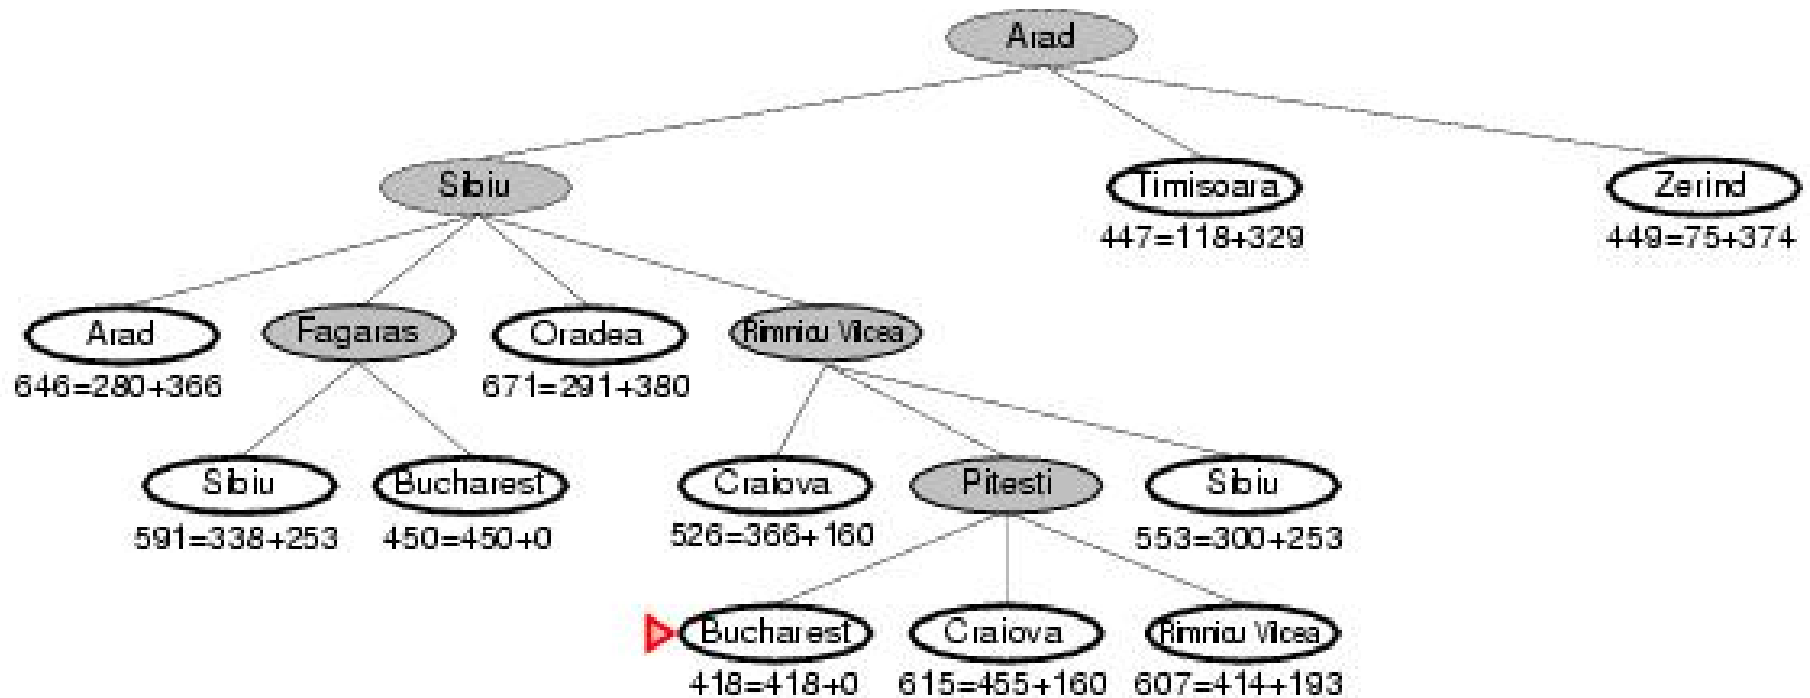 Arad
Sibiu Timisoara Zerind
447=118+329 449=75+374
Arad Fagaras Oradea Rimnicu Vilcea
646=280+366 671=291+380
Sibiu Bucharest Craiova Pitesti Sibiu
591=338+253 450=450+0 526=366+160 553=300+253
Bucharest Craiova Rimnicu Vilcea
418=418+0 615=455+160 607=414+193